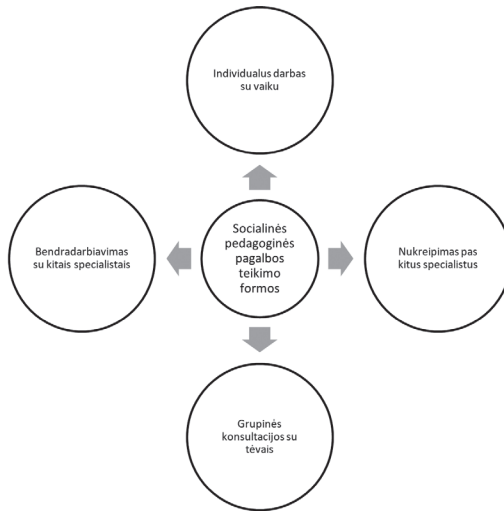 Individualus darbas
su vaiku
Bendradarbiavimas
su kitais specialistais
Socialinės
pedagoginės
pagalbos
teikimo
formos
Nukreipimas pas
kitus specialistus
Grupinės
konsultacijos su
tėvais